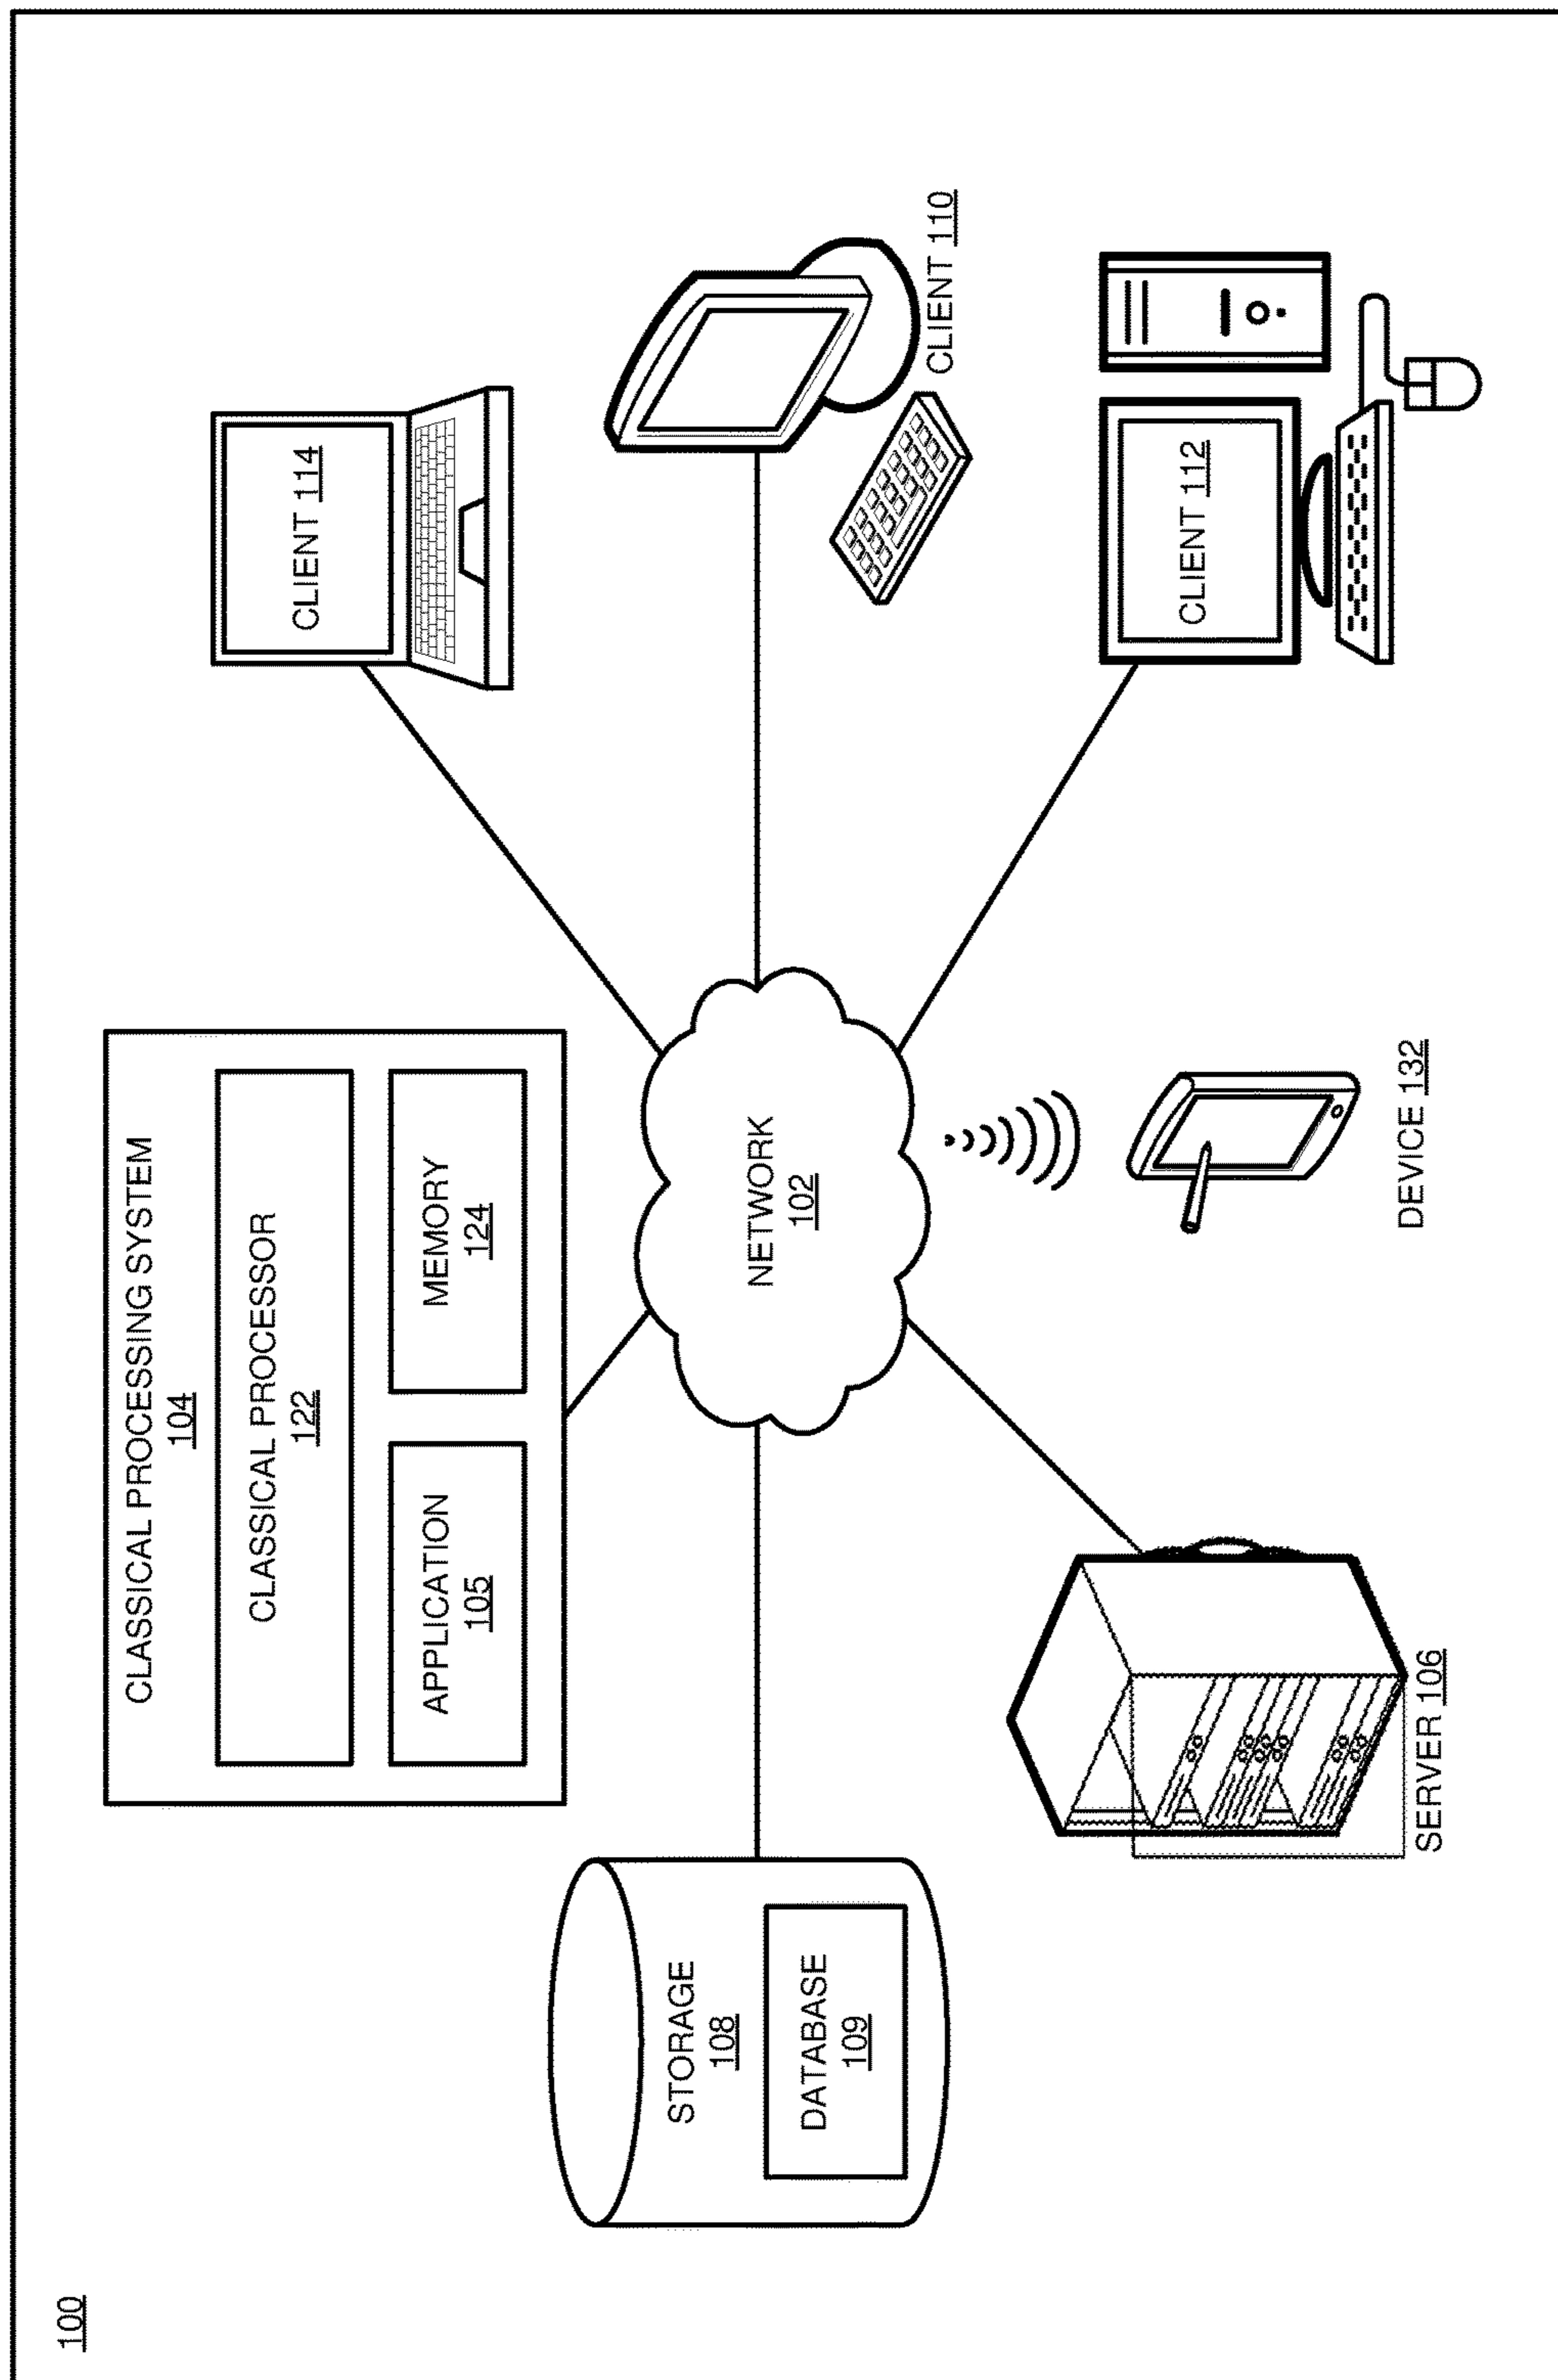 100
CLASSICAL PROCESSING SYSTEM
104
CLASSICAL PROCESSOR
122
APPLICATION
105
MEMORY
124
CLIENT 114
STORAGE
108
DATABASE
109
NETWORK
102
CLIENT 110
SERVER 106
DEVICE 132
CLIENT 112